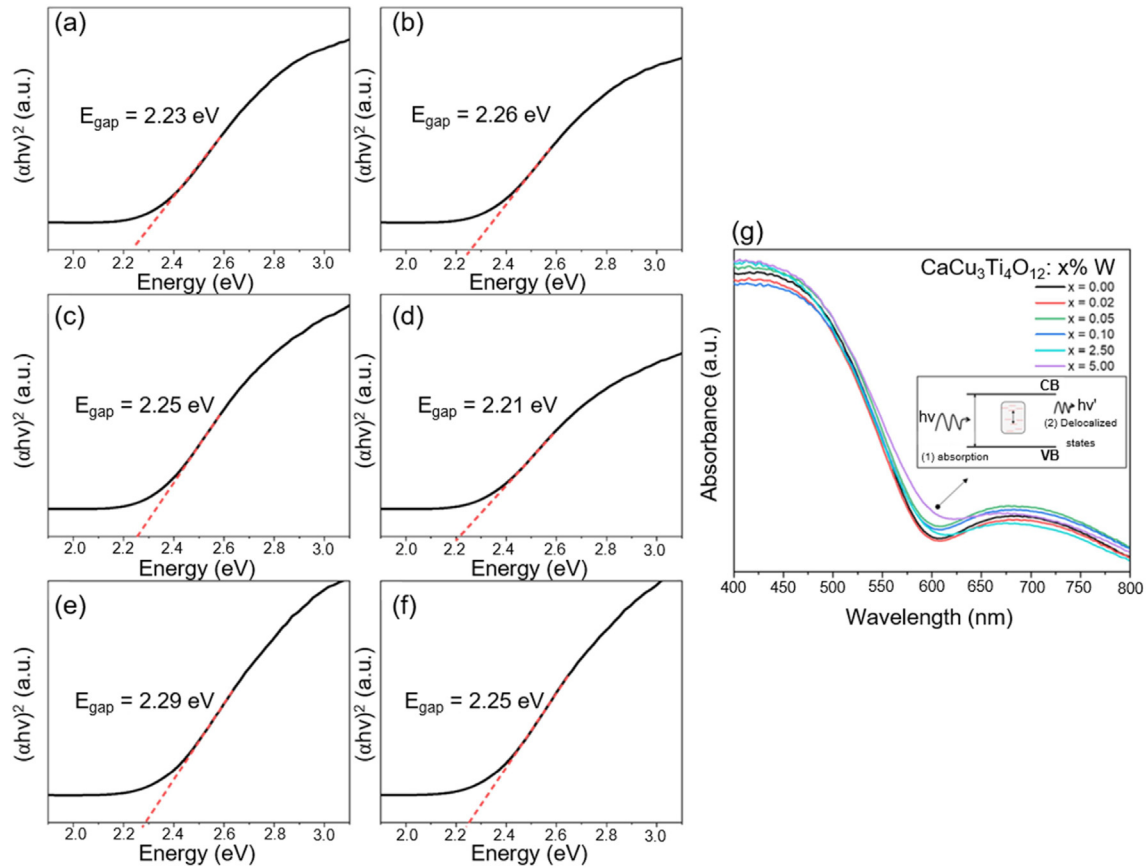 (a)
(αhν)² (a.u.)
E_gap = 2.23 eV
2.0 2.2 2.4 2.6 2.8 3.0
Energy (eV)
(b)
(αhν)² (a.u.)
E_gap = 2.26 eV
2.0 2.2 2.4 2.6 2.8 3.0
Energy (eV)
(c)
(αhν)² (a.u.)
E_gap = 2.25 eV
2.0 2.2 2.4 2.6 2.8 3.0
Energy (eV)
(d)
(αhν)² (a.u.)
E_gap = 2.21 eV
2.0 2.2 2.4 2.6 2.8 3.0
Energy (eV)
(e)
(αhν)² (a.u.)
E_gap = 2.29 eV
2.0 2.2 2.4 2.6 2.8 3.0
Energy (eV)
(f)
(αhν)² (a.u.)
E_gap = 2.25 eV
2.0 2.2 2.4 2.6 2.8 3.0
Energy (eV)
(g)
Absorbance (a.u.)
CaCu₃Ti₄O₁₂: x% W
x = 0.00
x = 0.02
x = 0.05
x = 0.10
x = 2.50
x = 5.00
CB
hν
hν'
(2) Delocalized
states
(1) absorption
VB
400 450 500 550 600 650 700 750 800
Wavelength (nm)